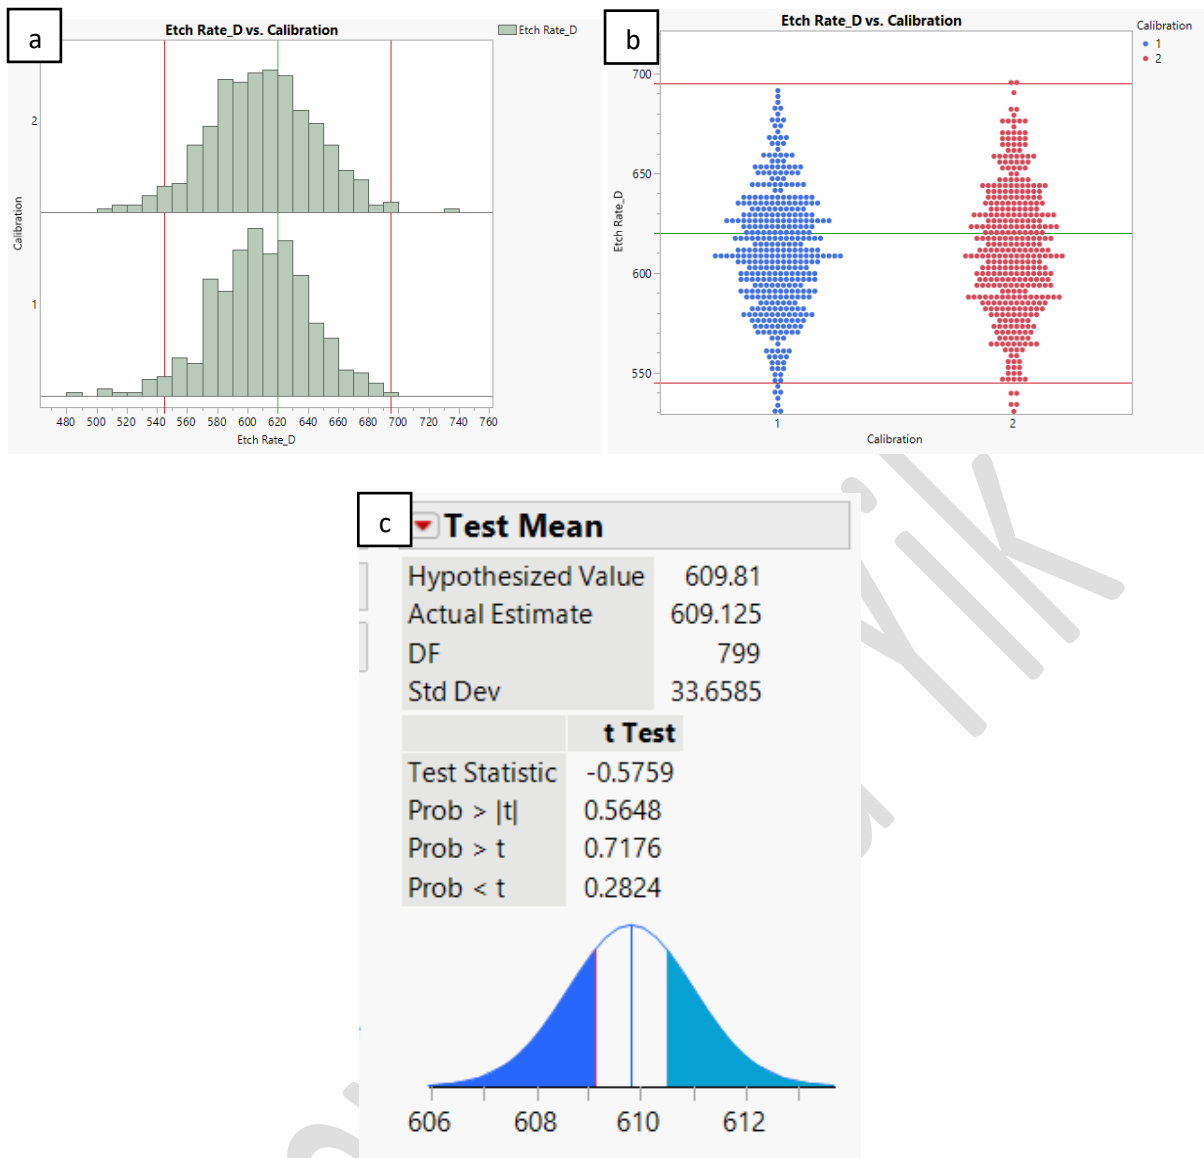 a
Etch Rate_D vs. Calibration
Etch Rate_D
Calibration
2
1
480 500 520 540 560 580 600 620 640 660 680 700 720 740 760
Etch Rate_D
b
Etch Rate_D vs. Calibration
Calibration
1
2
Etch Rate_D
700
650
600
550
1 2
Calibration
c
Test Mean
Hypothesized Value 609.81
Actual Estimate 609.125
DF 799
Std Dev 33.6585
t Test
Test Statistic -0.5759
Prob > |t| 0.5648
Prob > t 0.7176
Prob < t 0.2824
606 608 610 612
Yik